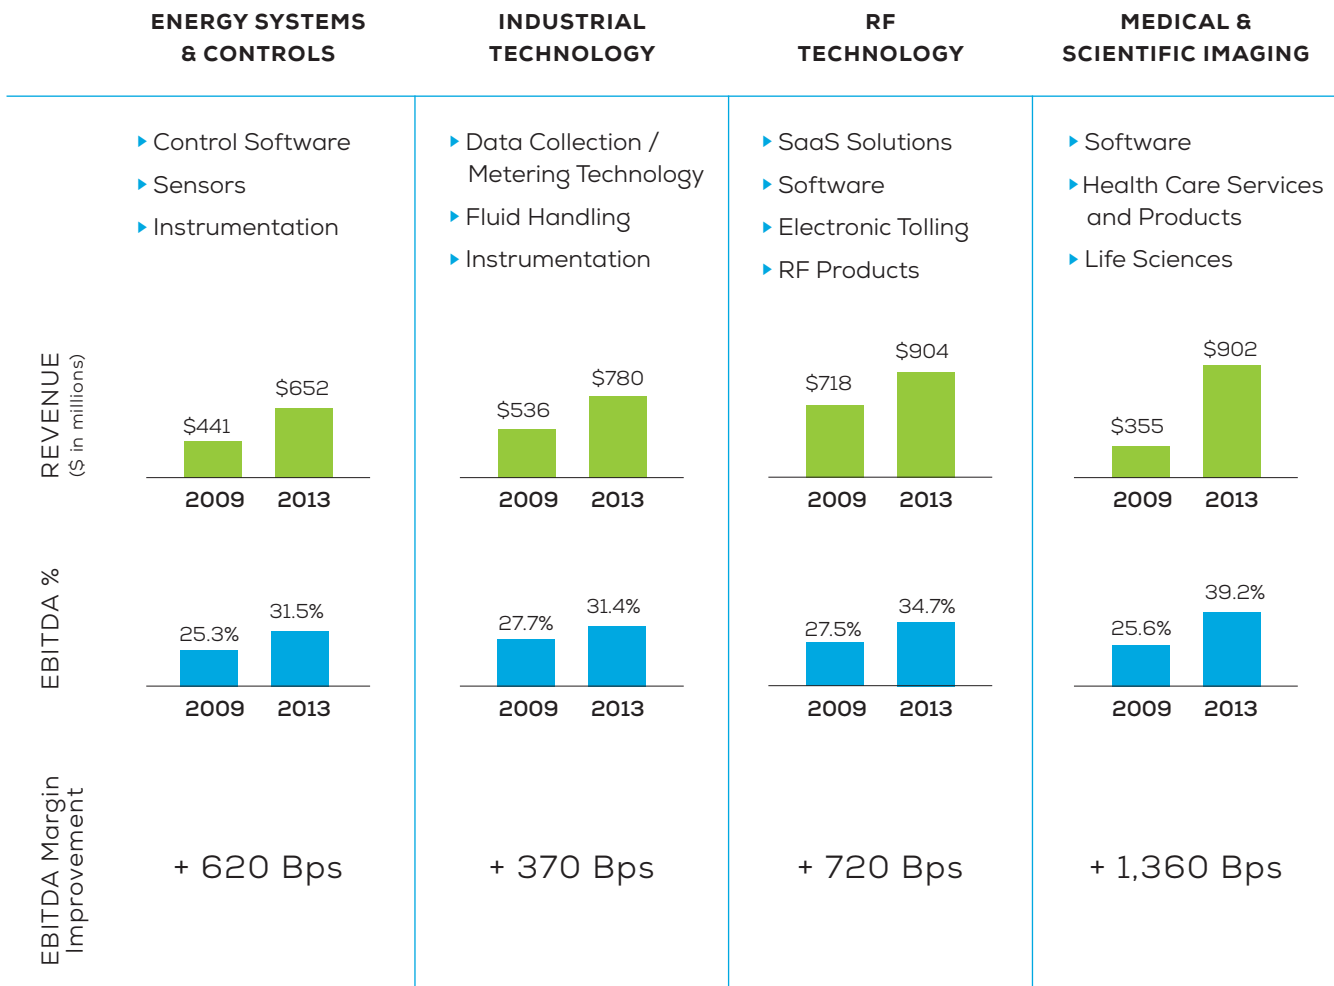 ENERGY SYSTEMS
& CONTROLS
INDUSTRIAL
TECHNOLOGY
RF
TECHNOLOGY
MEDICAL &
SCIENTIFIC IMAGING
Control Software
Sensors
Instrumentation
Data Collection /
Metering Technology
Fluid Handling
Instrumentation
SaaS Solutions
Software
Electronic Tolling
RF Products
Software
Health Care Services
and Products
Life Sciences
REVENUE
($ in millions)
$441
$652
2009 2013
$536
$780
2009 2013
$718
$904
2009 2013
$355
$902
2009 2013
EBITDA %
25.3%
31.5%
2009 2013
27.7%
31.4%
2009 2013
27.5%
34.7%
2009 2013
25.6%
39.2%
2009 2013
EBITDA Margin
Improvement
+ 620 Bps
+ 370 Bps
+ 720 Bps
+ 1,360 Bps